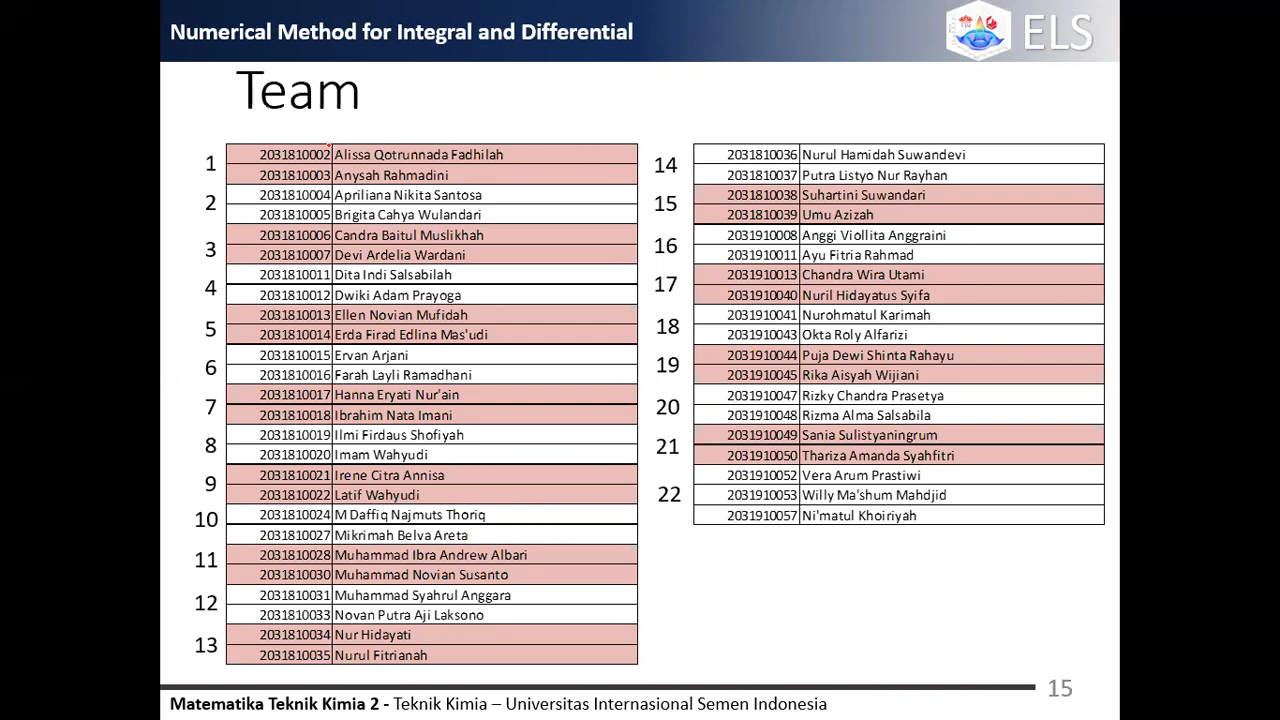 Numerical Method for Integral and Differential
ELS
Team
1
2031810002 Alissa Qotrunnada Fadhilah
2031810003 Anysah Rahmadini
2
2031810004 Apriliana Nikita Santosa
2031810005 Brigita Cahya Wulandari
3
2031810006 Candra Baitul Muslikhah
2031810007 Devi Ardelia Wardani
4
2031810011 Dita Indi Salsabilah
2031810012 Dwiki Adam Prayoga
5
2031810013 Ellen Novian Mufidah
2031810014 Erda Firad Edlina Mas'udi
6
2031810015 Ervan Arjani
2031810016 Farah Layli Ramadhani
7
2031810017 Hanna Eryati Nur'ain
2031810018 Ibrahim Nata Imani
8
2031810019 Ilmi Firdaus Shofiyah
2031810020 Imam Wahyudi
9
2031810021 Irene Citra Annisa
2031810022 Latif Wahyudi
10
2031810024 M Daffiq Najmuts Thoriq
2031810027 Mikrimah Belva Areta
11
2031810028 Muhammad Ibra Andrew Albari
2031810030 Muhammad Novian Susanto
12
2031810031 Muhammad Syahrul Anggara
2031810033 Novan Putra Aji Laksono
13
2031810034 Nur Hidayati
2031810035 Nurul Fitrianah
14
2031810036 Nurul Hamidah Suwandevi
2031810037 Putra Listyo Nur Rayhan
15
2031810038 Suhartini Suwandari
2031810039 Umu Azizah
16
2031910008 Anggi Viollita Anggraini
2031910011 Ayu Fitria Rahmad
17
2031910013 Chandra Wira Utami
2031910040 Nuril Hidayatus Syifa
18
2031910041 Nurohmatul Karimah
2031910043 Okta Roly Alfarizi
19
2031910044 Puja Dewi Shinta Rahayu
2031910045 Rika Aisyah Wijiani
20
2031910047 Rizky Chandra Prasetya
2031910048 Rizma Alma Salsabila
21
2031910049 Sania Sulistyaningrum
2031910050 Thariza Amanda Syahfitri
22
2031910052 Vera Arum Prastiwi
2031910053 Willy Ma'shum Mahdjid
2031910057 Ni'matul Khoiriyah
15
Matematika Teknik Kimia 2 - Teknik Kimia – Universitas Internasional Semen Indonesia